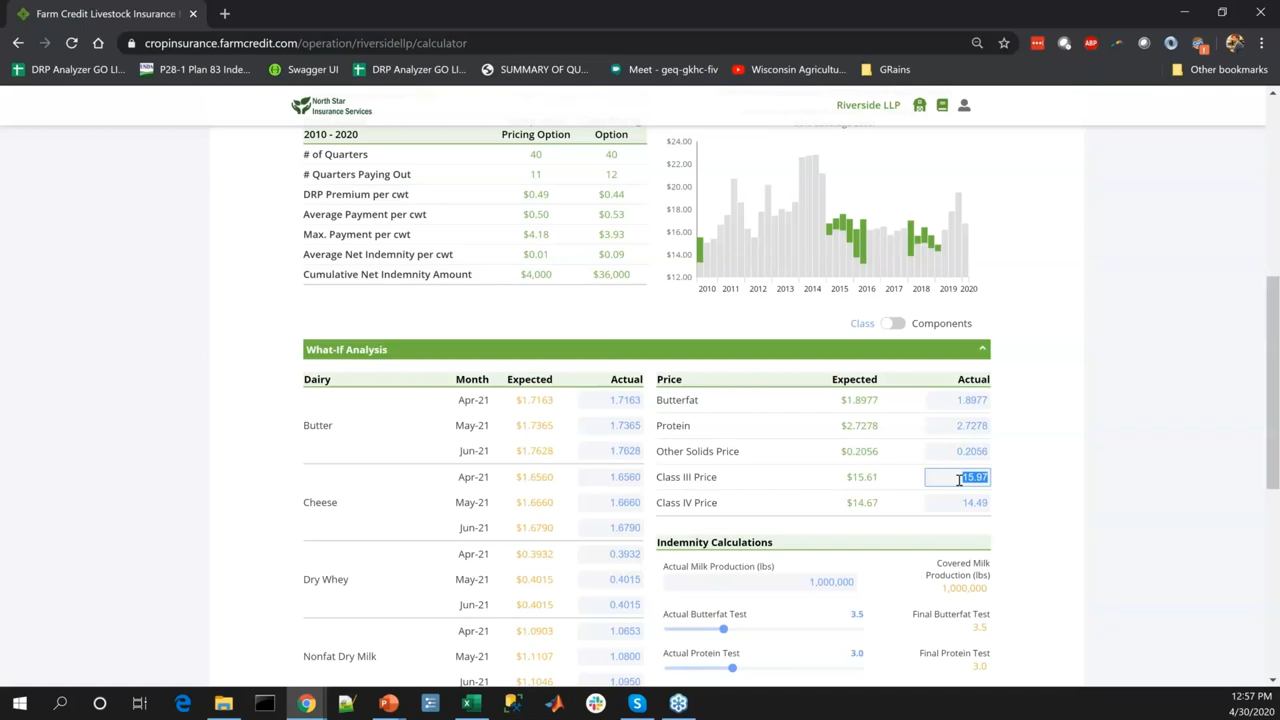 Farm Credit Livestock Insurance
cropinsurance.farmcredit.com/operation/riversidellp/calculator
ABP
DRP Analyzer GO LI...
P28-1 Plan 83 Inde...
Swagger UI
DRP Analyzer GO LI...
SUMMARY OF QU...
Meet - geq-gkhc-fiv
Wisconsin Agricultu...
GRains
Other bookmarks
North Star
Insurance Services
Riverside LLP
2010 - 2020 Pricing Option Option
# of Quarters 40 40
# Quarters Paying Out 11 12
DRP Premium per cwt $0.49 $0.44
Average Payment per cwt $0.50 $0.53
Max. Payment per cwt $4.18 $3.93
Average Net Indemnity per cwt $0.01 $0.09
Cumulative Net Indemnity Amount $4,000 $36,000
$24.00
$22.00
$20.00
$18.00
$16.00
$14.00
$12.00
2010 2011 2012 2013 2014 2015 2016 2017 2018 2019 2020
Class Components
What-If Analysis
Dairy Month Expected Actual
Apr-21 $1.7163 1.7163
Butter May-21 $1.7365 1.7365
Jun-21 $1.7628 1.7628
Apr-21 $1.6560 1.6560
Cheese May-21 $1.6660 1.6660
Jun-21 $1.6790 1.6790
Apr-21 $0.3932 0.3932
Dry Whey May-21 $0.4015 0.4015
Jun-21 $0.4015 0.4015
Apr-21 $1.0903 1.0653
Nonfat Dry Milk May-21 $1.1107 1.0800
Jun-21 $1.1046 1.0950
Price Expected Actual
Butterfat $1.8977 1.8977
Protein $2.7278 2.7278
Other Solids Price $0.2056 0.2056
Class III Price $15.61 15.97
Class IV Price $14.67 14.49
Indemnity Calculations
Actual Milk Production (lbs)
1,000,000
Covered Milk
Production (lbs)
1,000,000
Actual Butterfat Test 3.5
Final Butterfat Test
3.5
Actual Protein Test 3.0
Final Protein Test
3.0
12:57 PM
4/30/2020